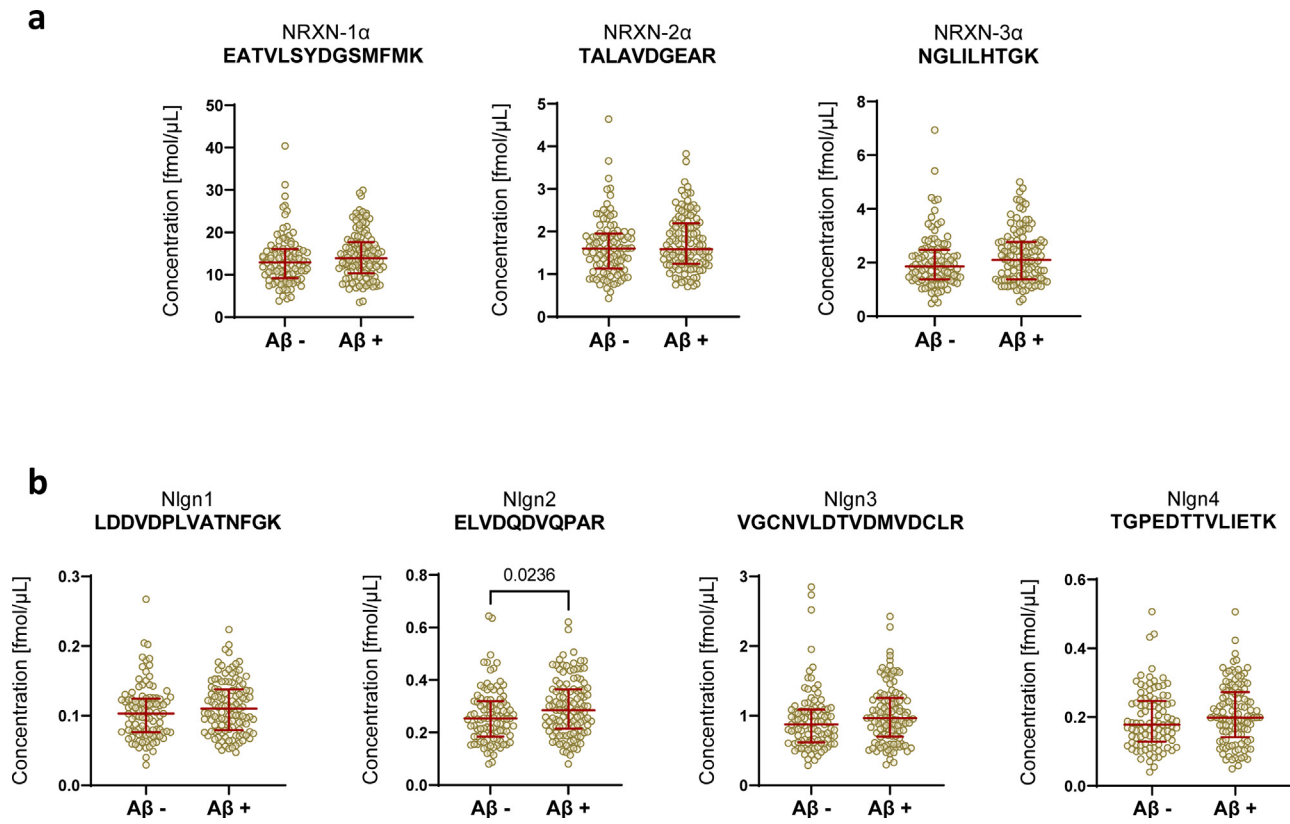 a
NRXN-1α
EATVLSYDGSMFMK
Concentration [fmol/µL]
50
40
30
20
10
0
Aβ - Aβ +
NRXN-2α
TALAVDGEAR
Concentration [fmol/µL]
5
4
3
2
1
0
Aβ - Aβ +
NRXN-3α
NGLILHTGK
Concentration [fmol/µL]
8
6
4
2
0
Aβ - Aβ +
b
Nlgn1
LDDVDPLVATNFGK
Concentration [fmol/µL]
0.3
0.2
0.1
0.0
Aβ - Aβ +
Nlgn2
ELVDQDVQPAR
Concentration [fmol/µL]
0.8
0.6
0.4
0.2
0.0
0.0236
Aβ - Aβ +
Nlgn3
VGCNVLDTVDMVDCLR
Concentration [fmol/µL]
3
2
1
0
Aβ - Aβ +
Nlgn4
TGPEDTTVLIETK
Concentration [fmol/µL]
0.6
0.4
0.2
0.0
Aβ - Aβ +